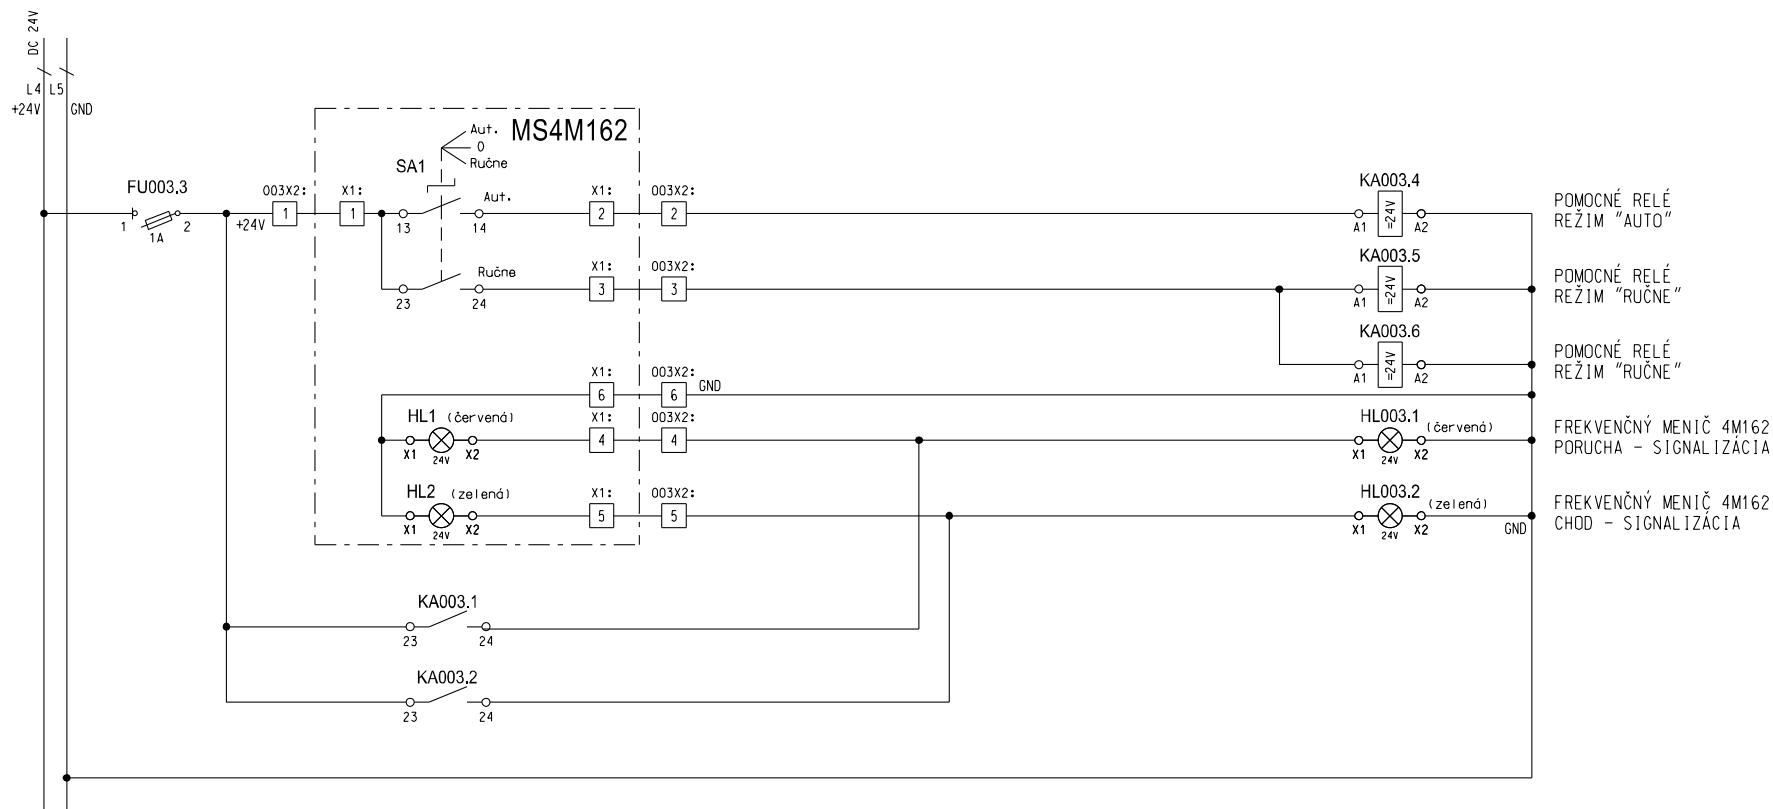 DC 24V
L4 L5
+24V GND
MS4M162
Aut.
0
Ručne
SA1
FU003.3
1 2
1A
+24V
003X2: X1:
1 1
13 14
Aut.
X1: 003X2:
2 2
KA003.4
=24V
A1 A2
POMOCNÉ RELÉ
REŽIM "AUTO"
23 24
Ručne
X1: 003X2:
3 3
KA003.5
=24V
A1 A2
POMOCNÉ RELÉ
REŽIM "RUČNE"
KA003.6
=24V
A1 A2
POMOCNÉ RELÉ
REŽIM "RUČNE"
X1: 003X2:
6 6
GND
HL1 (červená)
X1 24V X2
X1: 003X2:
4 4
HL003.1 (červená)
X1 24V X2
FREKVENČNÝ MENIČ 4M162
PORUCHA - SIGNALIZÁCIA
HL2 (zelená)
X1 24V X2
X1: 003X2:
5 5
HL003.2 (zelená)
X1 24V X2
GND
FREKVENČNÝ MENIČ 4M162
CHOD - SIGNALIZÁCIA
KA003.1
23 24
KA003.2
23 24